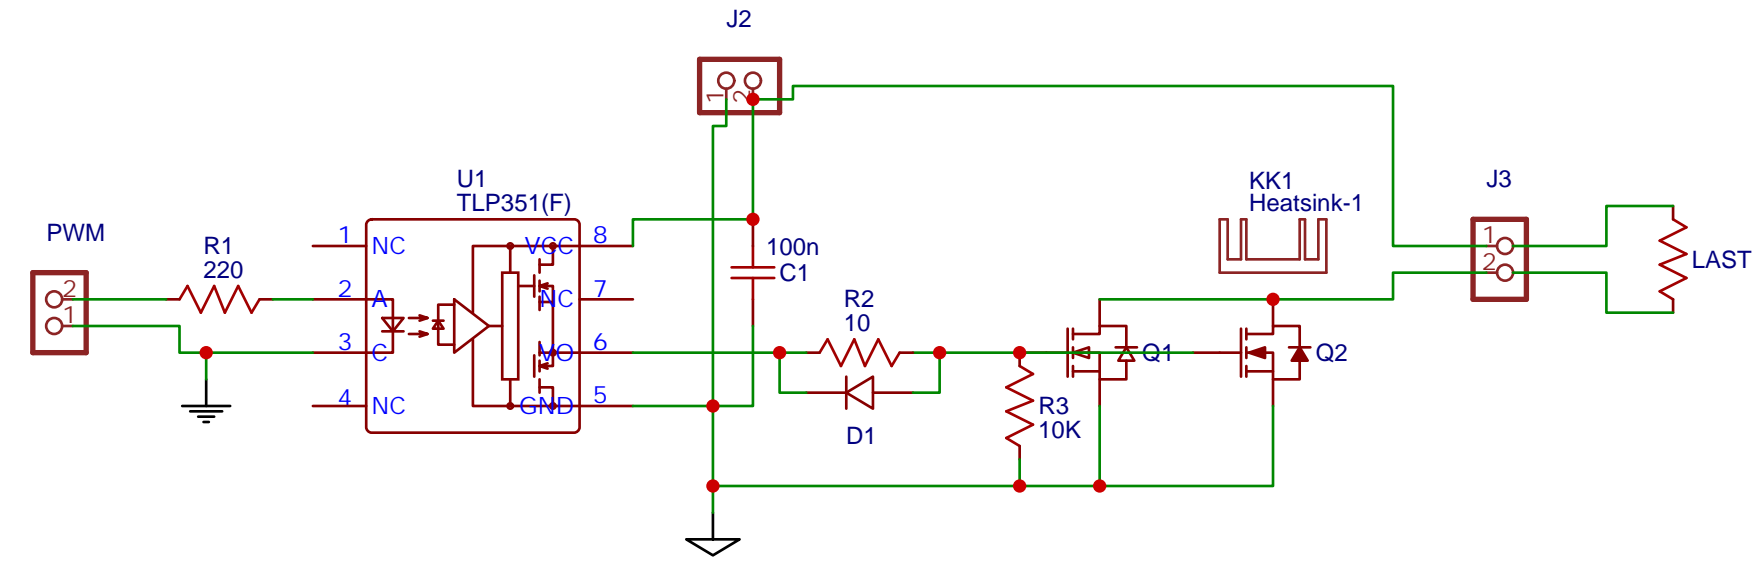 J2
1
2
U1
TLP351(F)
KK1
Heatsink-1
J3
PWM
R1
220
1
NC
VCC
8
100n
C1
1
2
LAST
2
1
2
A
NC
7
R2
10
3
C
VO
6
Q1
Q2
4
NC
GND
5
D1
R3
10K